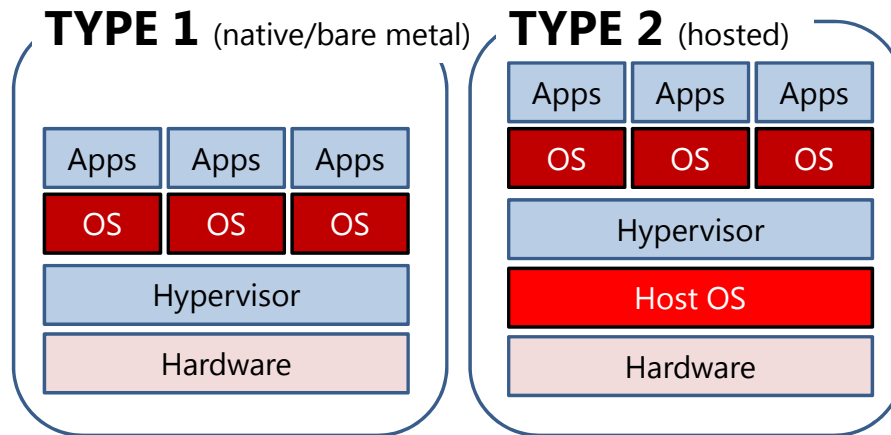 TYPE 1 (native/bare metal)
Apps Apps Apps
OS OS OS
Hypervisor
Hardware
TYPE 2 (hosted)
Apps Apps Apps
OS OS OS
Hypervisor
Host OS
Hardware